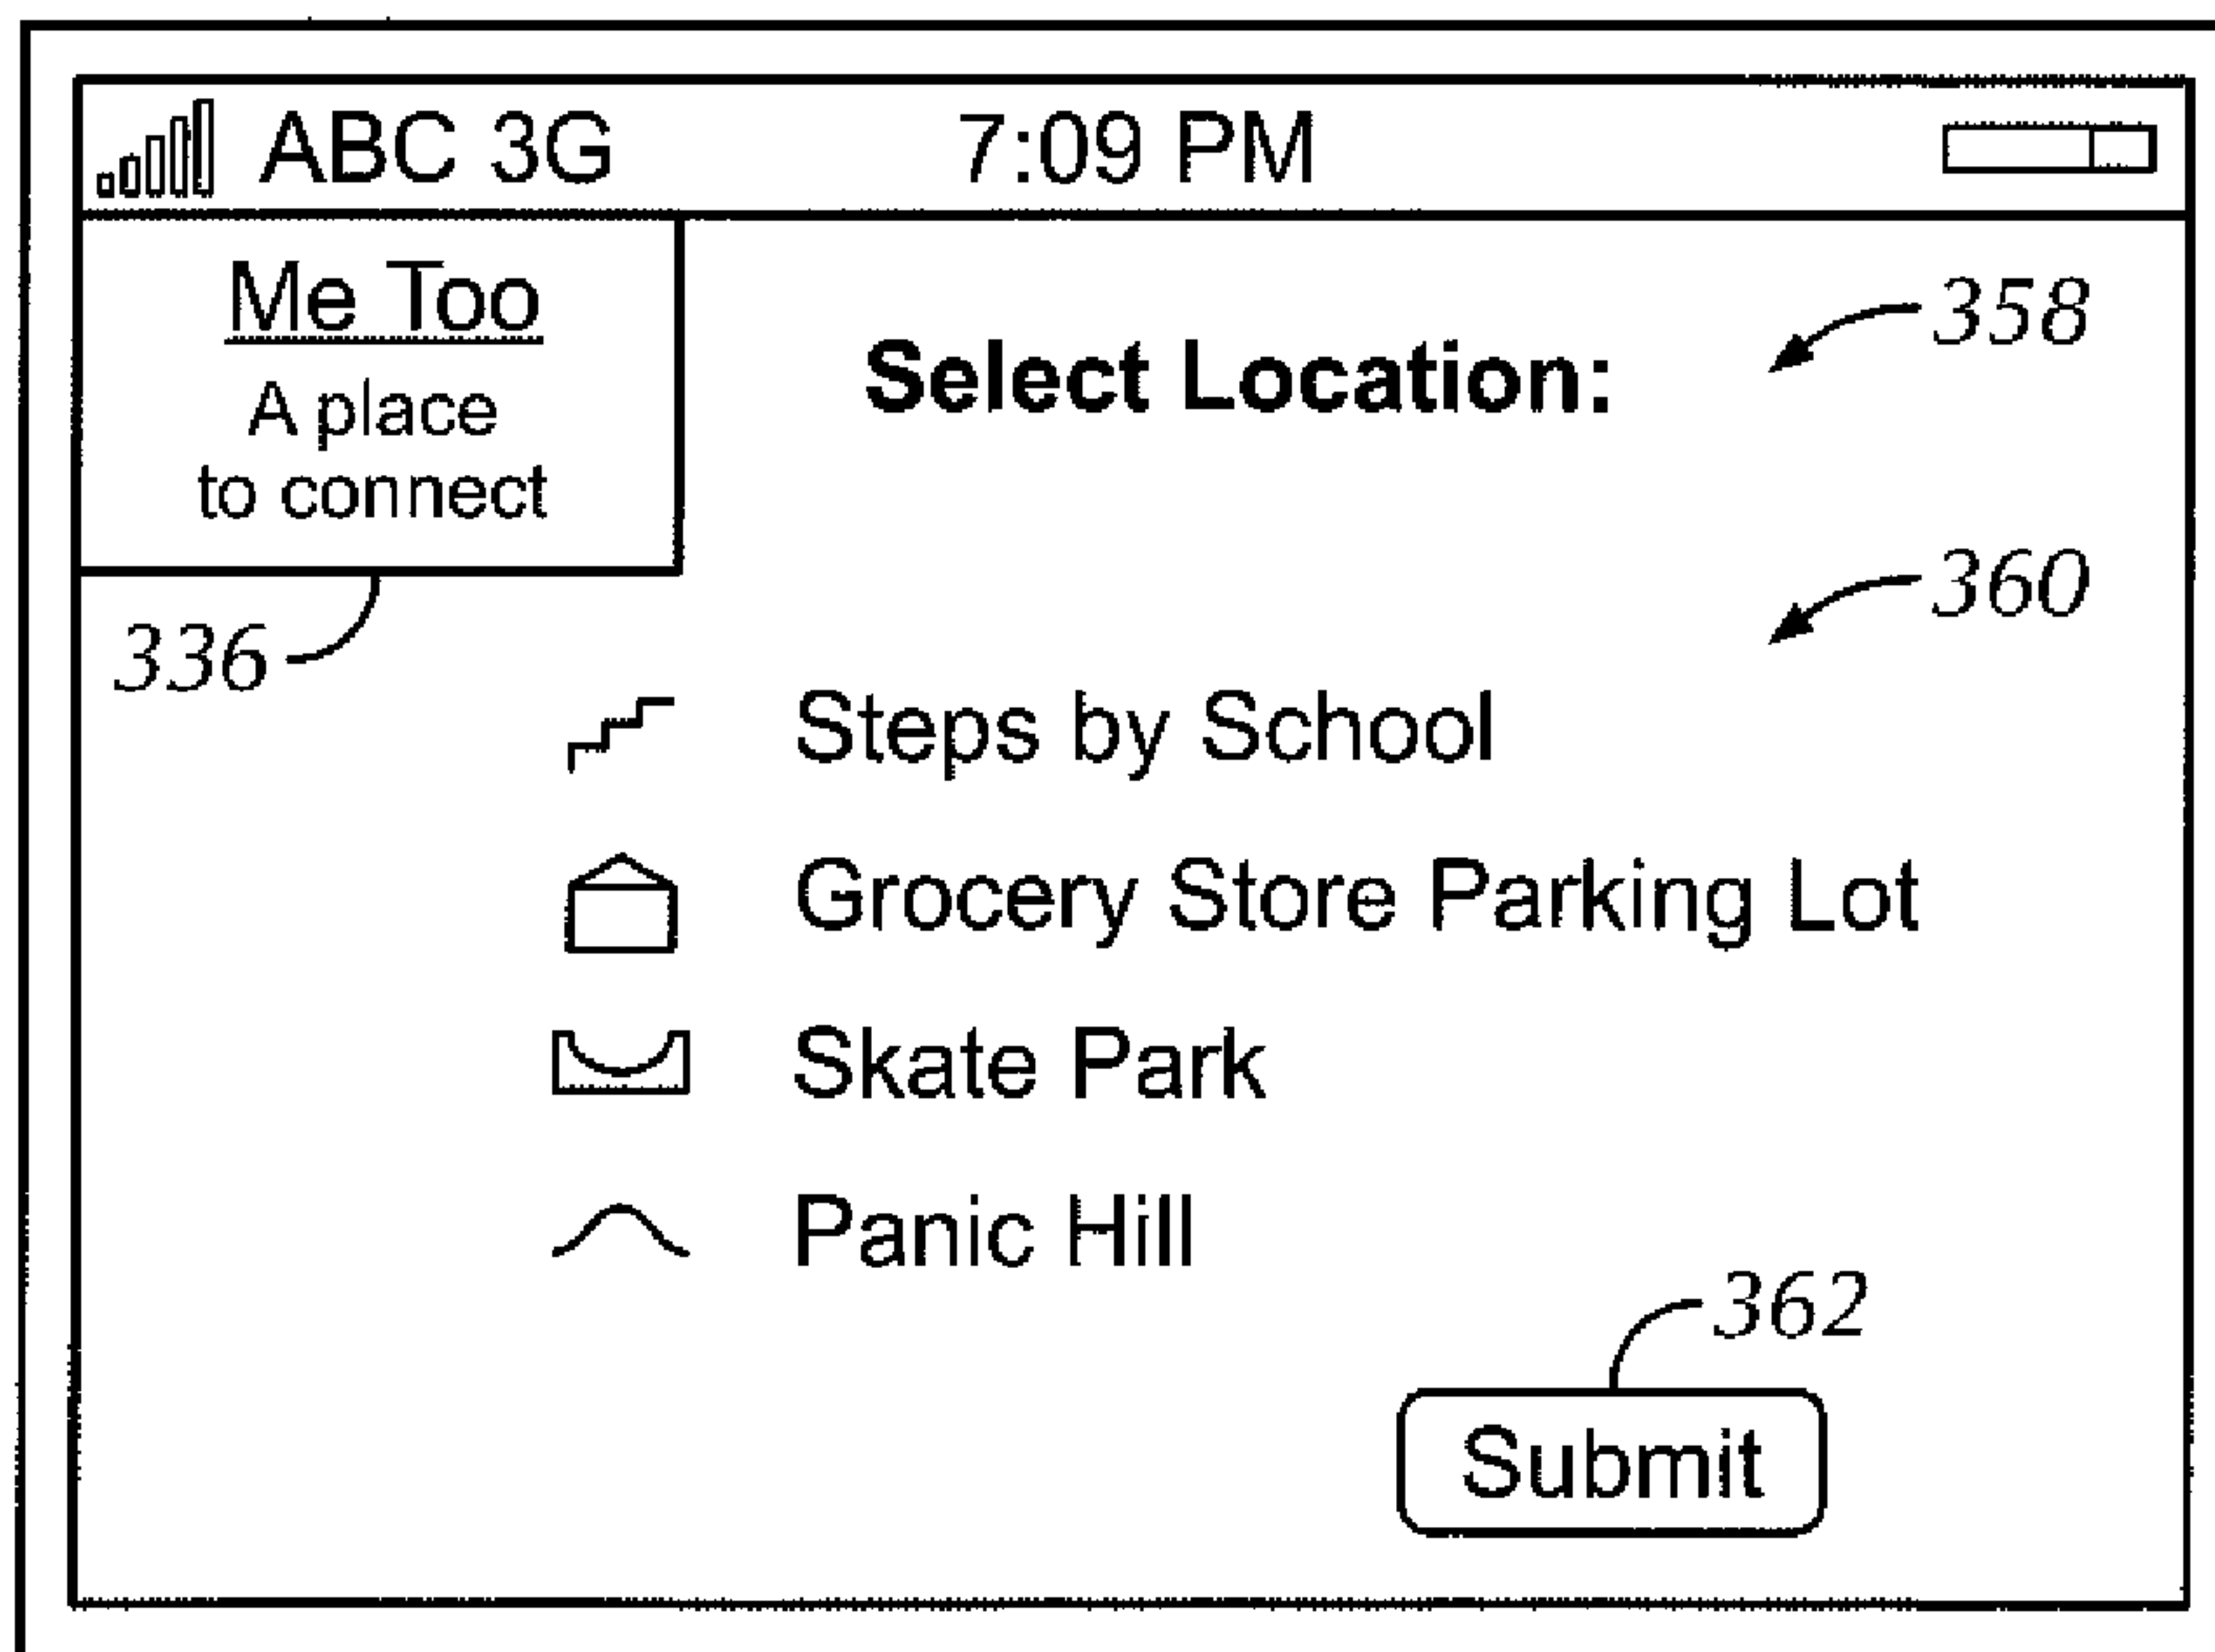 ABC 3G 7:09 PM
Me Too
A place
to connect
336
Select Location:
358
360
Steps by School
Grocery Store Parking Lot
Skate Park
Panic Hill
362
Submit